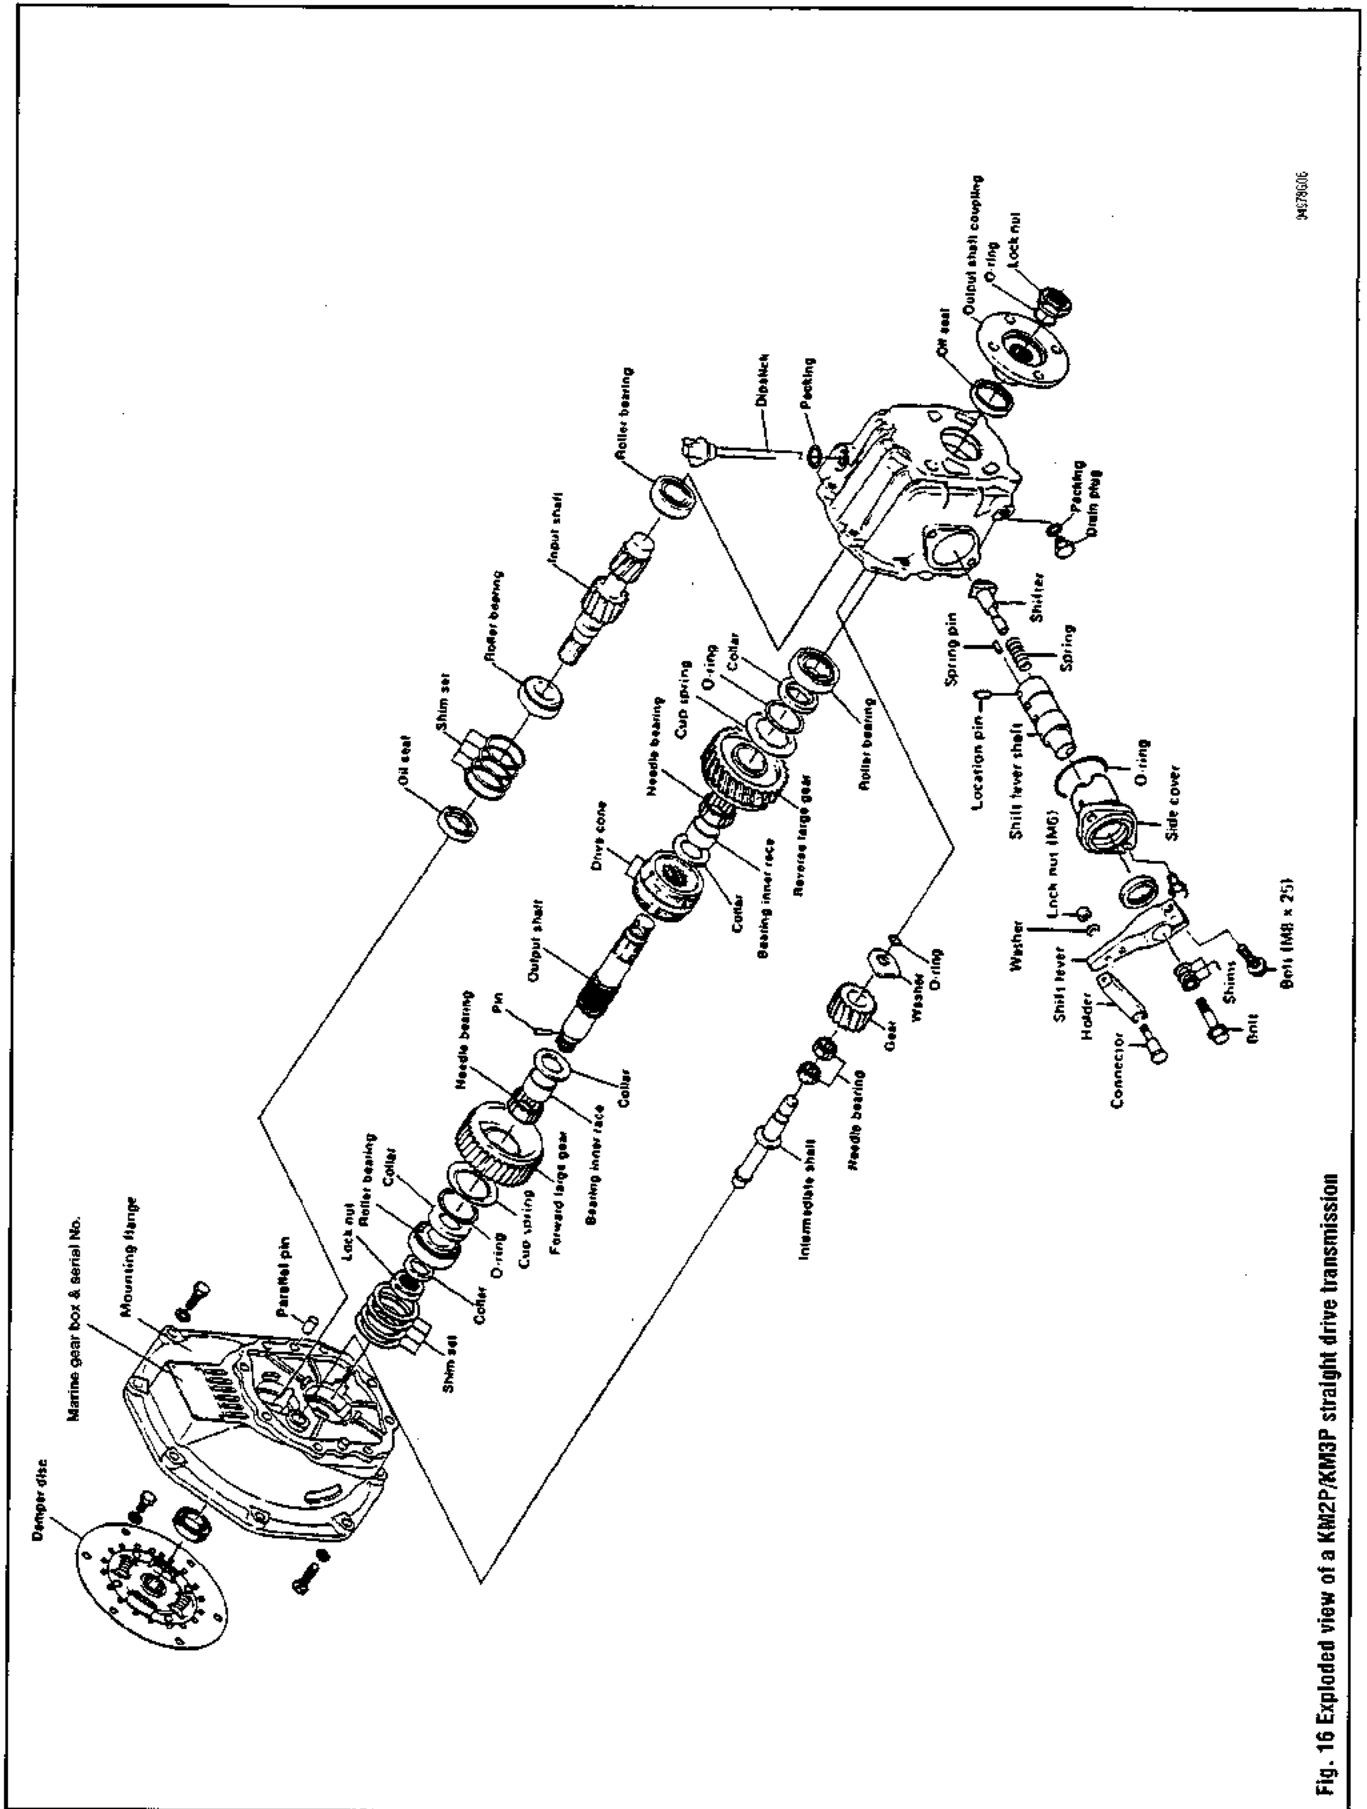 Damper disc
Marine gear box & serial No.
Mounting flange
Parallel pin
Shim set
Collar
Lock nut
Roller bearing
Collar
O-ring
Cup spring
Forward large gear
Bearing inner race
Collar
Needle bearing
Pin
Output shaft
Drive cone
Collar
Bearing inner race
Needle bearing
Reverse large gear
Cup spring
O-ring
Collar
Roller bearing
Oil seal
Shim set
Roller bearing
Input shaft
Roller bearing
Dipstick
Packing
Oil seal
Output shaft coupling
O-ring
Lock nut
Packing
Drain plug
Shifter
Spring
Spring pin
Location pin
Shift lever shaft
O-ring
Side cover
Lock nut (M6)
Washer
Shift lever
Holder
Connector
Bolt
Shims
Bolt (M8 x 25)
Intermediate shaft
Needle bearing
Gear
Washer
O-ring
94978G06
Fig. 16 Exploded view of a KM2P/KM3P straight drive transmission